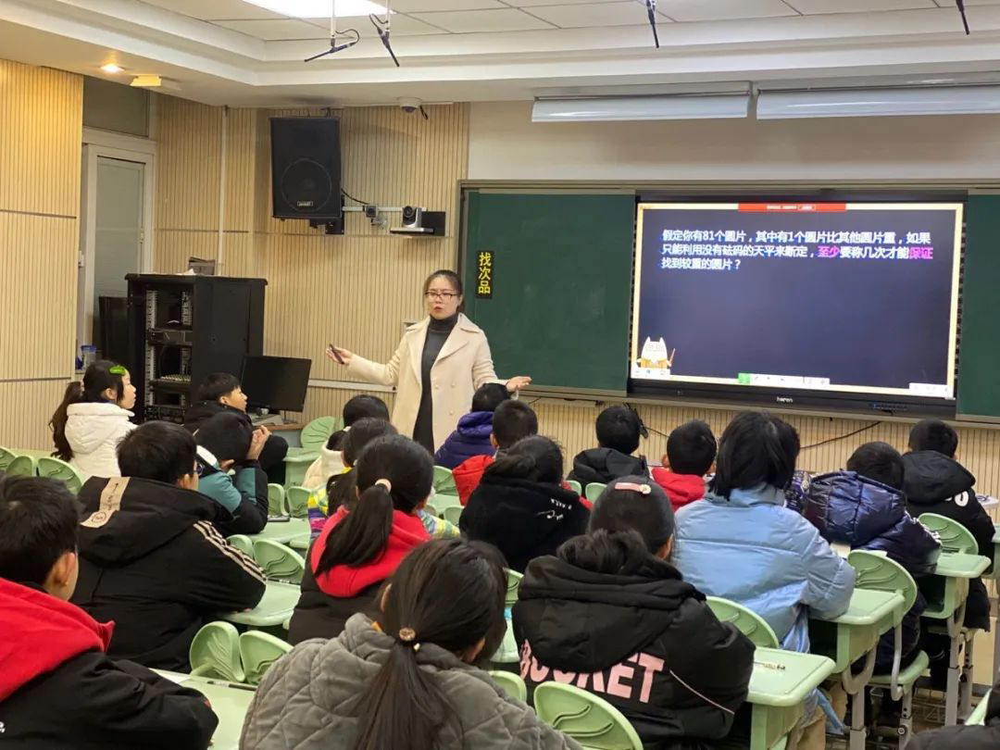 假定你有81个圆片，其中有1个圆片比其他圆片重，如果
只能利用没有砝码的天平来断定，至少要称几次才能保证
找到较重的圆片？
找次品